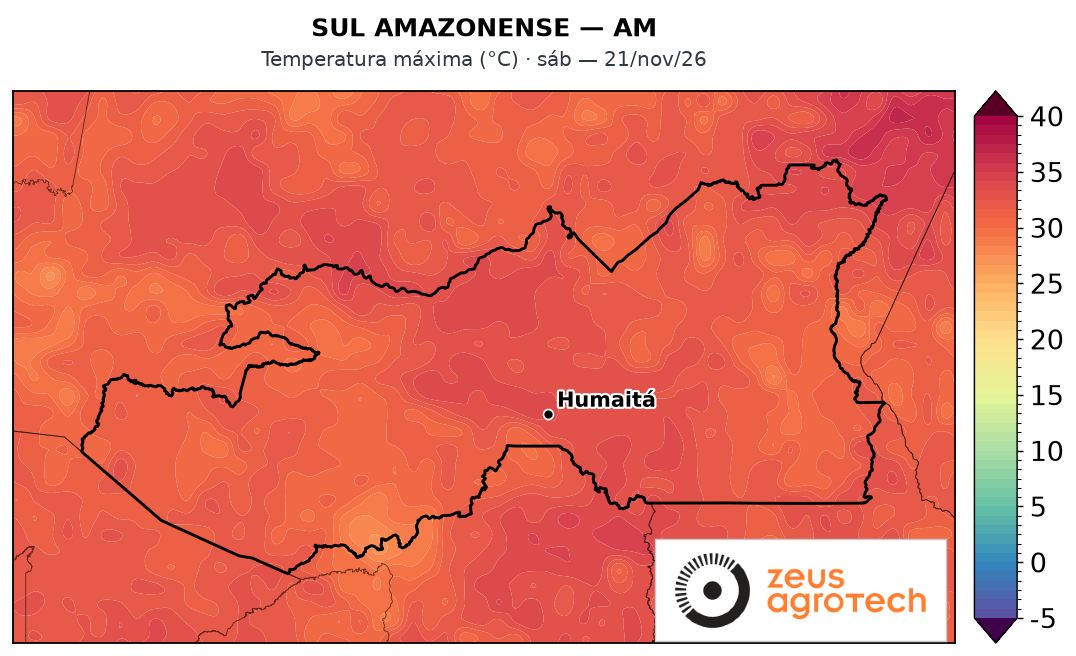 SUL AMAZONENSE — AM
Temperatura máxima (°C) · sáb — 21/nov/26
Humaitá
40
35
30
25
20
15
10
5
0
-5
zeus
agrotech